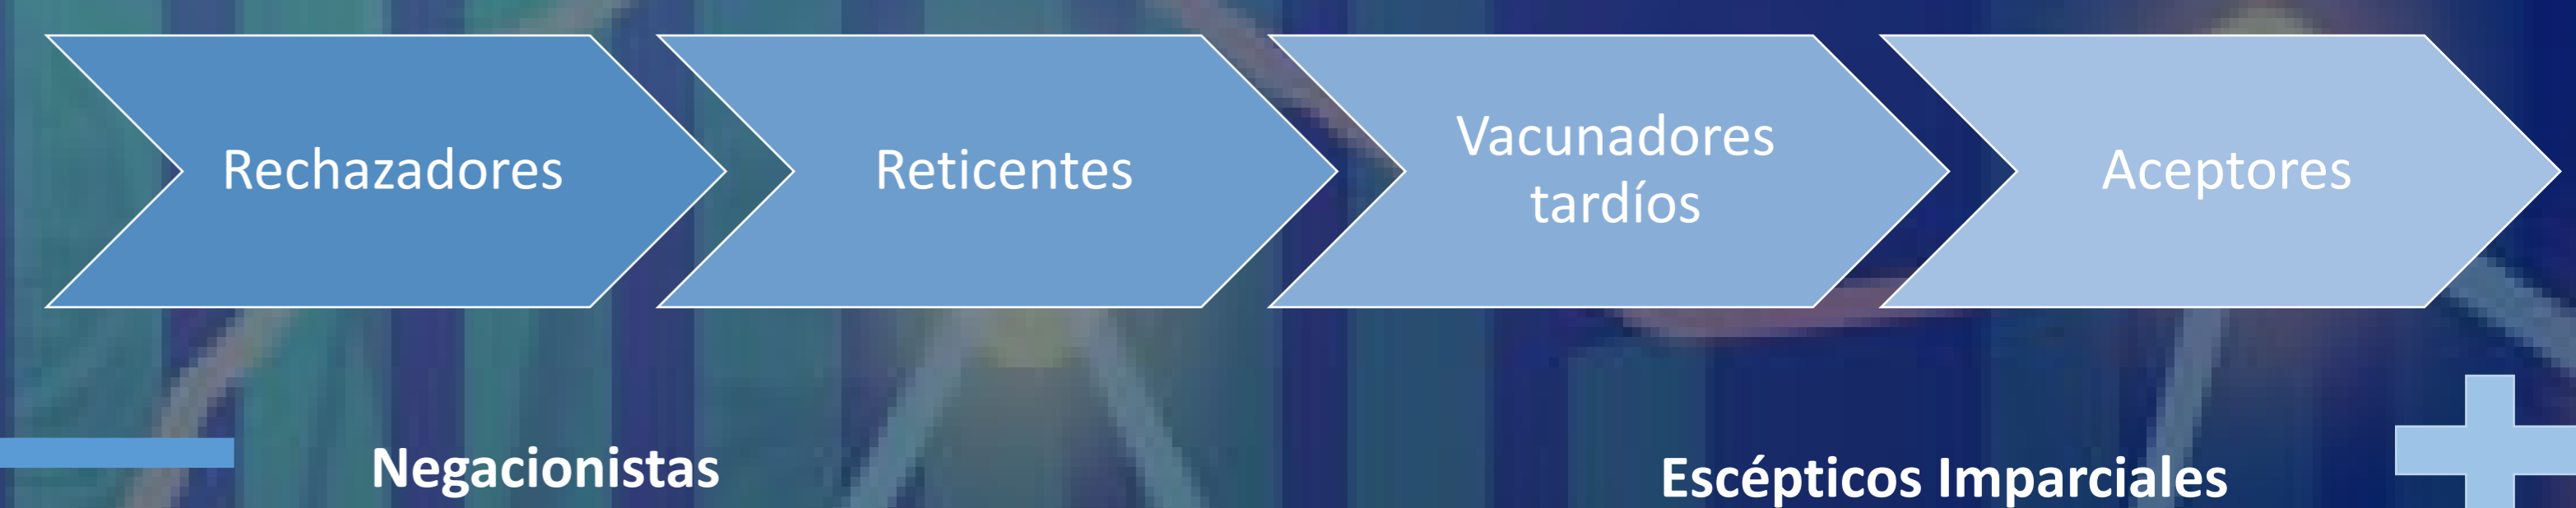 Rechazadores
Reticentes
Vacunadores
tardíos
Aceptores
Negacionistas
Escépticos Imparciales